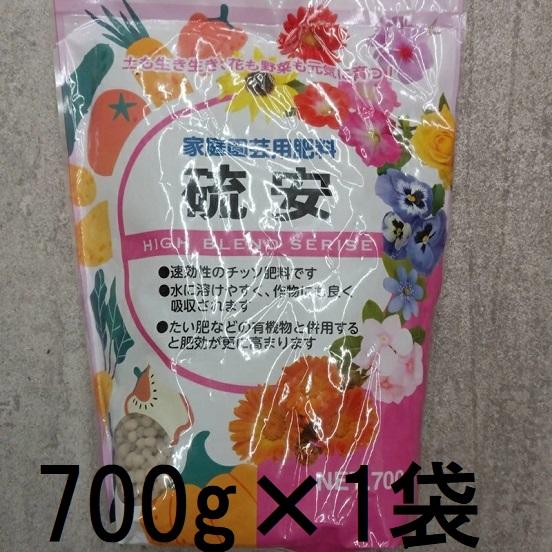 土も生き生き、花も野菜も元気に育つ!
家庭園芸用肥料
硫安
HIGH BLEND SERISE
●速効性のチッソ肥料です
●水に溶けやすく、作物にも良く
吸収されます
●たい肥などの有機物と併用する
と肥効が更に高まります
NET.700
700g×1袋